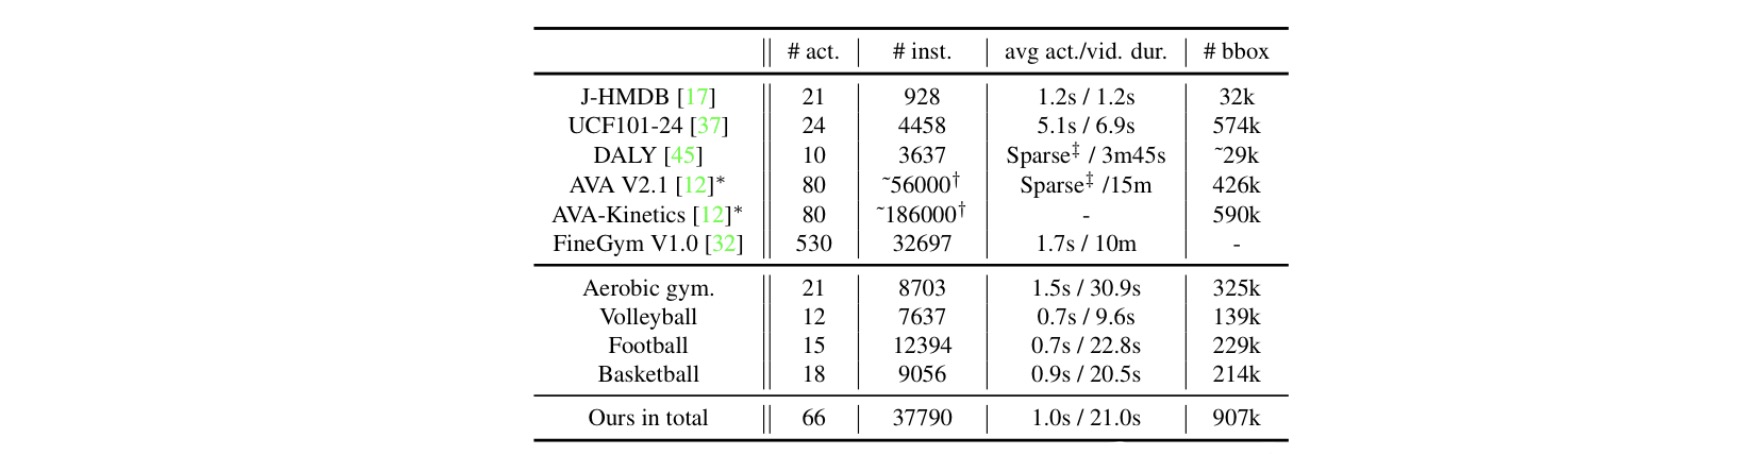 # act. # inst. avg act./vid. dur. # bbox
J-HMDB [17] 21 928 1.2s / 1.2s 32k
UCF101-24 [37] 24 4458 5.1s / 6.9s 574k
DALY [45] 10 3637 Sparse‡ / 3m45s ~29k
AVA V2.1 [12]* 80 ~56000† Sparse‡ /15m 426k
AVA-Kinetics [12]* 80 ~186000† - 590k
FineGym V1.0 [32] 530 32697 1.7s / 10m -
Aerobic gym. 21 8703 1.5s / 30.9s 325k
Volleyball 12 7637 0.7s / 9.6s 139k
Football 15 12394 0.7s / 22.8s 229k
Basketball 18 9056 0.9s / 20.5s 214k
Ours in total 66 37790 1.0s / 21.0s 907k